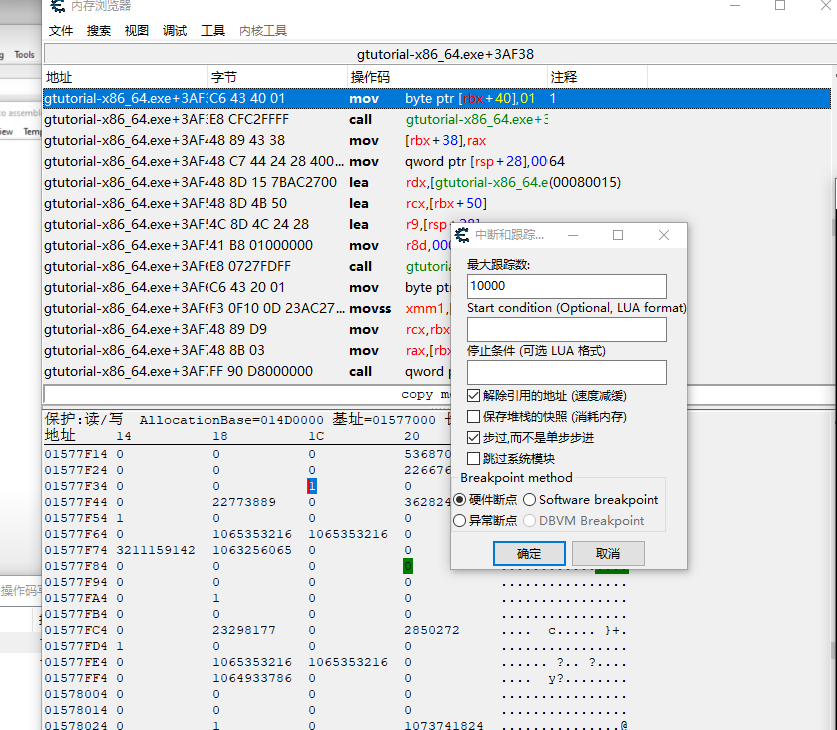 内存浏览器
文件 搜索 视图 调试 工具 内核工具
gtutorial-x86_64.exe+3AF38
地址 字节 操作码 注释
gtutorial-x86_64.exe+3AF C6 43 40 01 mov byte ptr [rbx+40],01 1
gtutorial-x86_64.exe+3AF E8 CFC2FFFF call gtutorial-x86_64.exe+3
gtutorial-x86_64.exe+3AF 48 89 43 38 mov [rbx+38],rax
gtutorial-x86_64.exe+3AF 48 C7 44 24 28 400... mov qword ptr [rsp+28],00 64
gtutorial-x86_64.exe+3AF 48 8D 15 7BAC2700 lea rdx,[gtutorial-x86_64.e (00080015)
gtutorial-x86_64.exe+3AF 48 8D 4B 50 lea rcx,[rbx+50]
gtutorial-x86_64.exe+3AF 4C 8D 4C 24 28 lea r9,[rsp+28]
gtutorial-x86_64.exe+3AF 41 B8 01000000 mov r8d,000
gtutorial-x86_64.exe+3AF E8 0727FDFF call gtutoria
gtutorial-x86_64.exe+3AF C6 43 20 01 mov byte ptr
gtutorial-x86_64.exe+3AF F3 0F10 0D 23AC27... movss xmm1,[
gtutorial-x86_64.exe+3AF 48 89 D9 mov rcx,rbx
gtutorial-x86_64.exe+3AF 48 8B 03 mov rax,[rbx
gtutorial-x86_64.exe+3AF FF 90 D8000000 call qword p
copy m
保护:读/写 AllocationBase=014D0000 基址=01577000
地址 14 18 1C 20
01577F14 0 0 0 536870
01577F24 0 0 0 226676
01577F34 0 0 1 0
01577F44 0 22773889 0 362824
01577F54 1 0 0 0
01577F64 0 1065353216 1065353216 0
01577F74 3211159142 1063256065 0 0
01577F84 0 0 0 0
01577F94 0 0 0 0
01577FA4 0 1 0 0
01577FB4 0 0 0 0
01577FC4 0 23298177 0 2850272 .... c..... }+.
01577FD4 1 0 0 0
01577FE4 0 1065353216 1065353216 0 ...... ?.. ?....
01577FF4 0 1064933786 0 0 .... y?........
01578004 0 0 0 0
01578014 0 0 0 0
01578024 0 1 0 1073741824 ...............@
中断和跟踪...
最大跟踪数:
10000
Start condition (Optional, LUA format)
停止条件 (可选 LUA 格式)
解除引用的地址 (速度减缓)
保存堆栈的快照 (消耗内存)
步过,而不是单步步进
跳过系统模块
Breakpoint method
硬件断点 Software breakpoint
异常断点 DBVM Breakpoint
确定 取消
Tools
to assemble
iew Temp
操作码